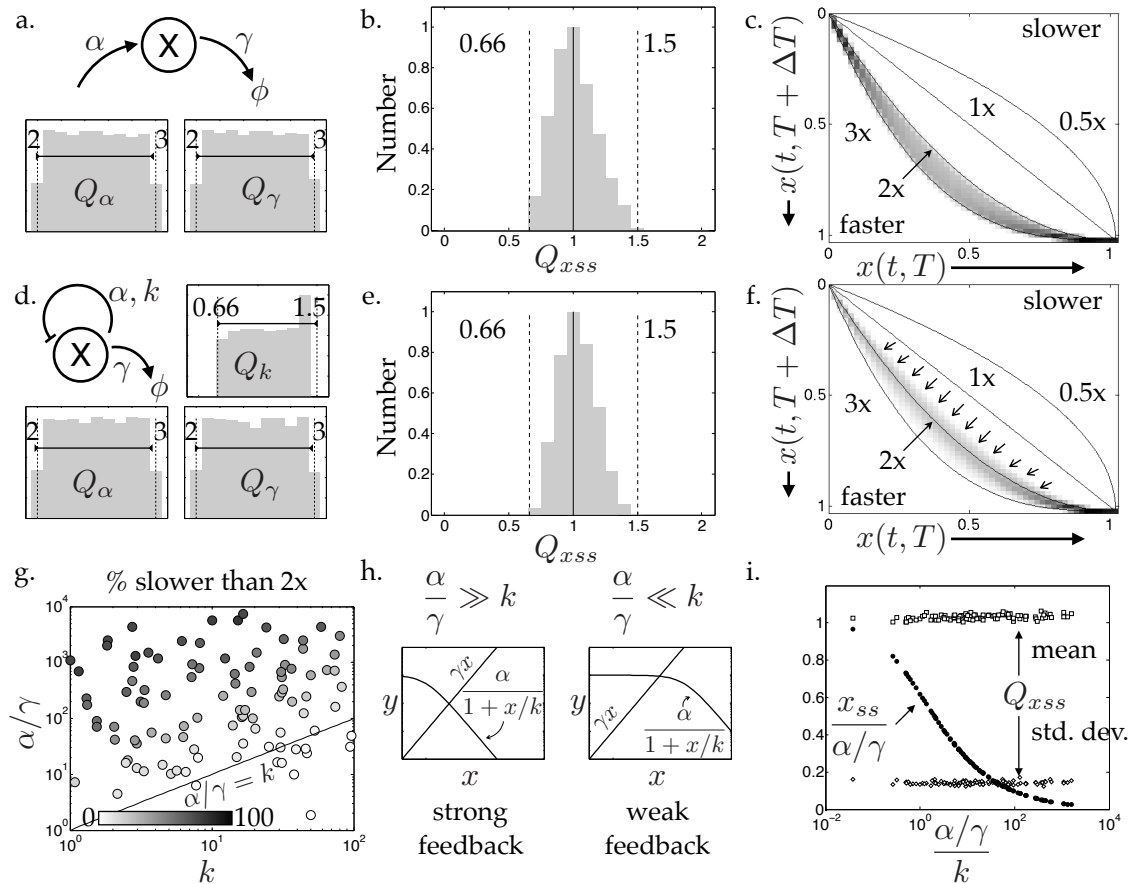 a.
α
X
γ
ϕ
2
3
Q_α
2
3
Q_γ
b.
Number
1
0.8
0.6
0.4
0.2
0
0.66
1.5
0
0.5
1
1.5
2
Q_xss
c.
x(t, T + ΔT)
0
0.5
1
slower
1x
0.5x
3x
2x
faster
0.5
1
x(t, T)
d.
α, k
X
γ
ϕ
0.66
1.5
Q_k
2
3
Q_α
2
3
Q_γ
e.
Number
1
0.8
0.6
0.4
0.2
0
0.66
1.5
0
0.5
1
1.5
2
Q_xss
f.
x(t, T + ΔT)
0
0.5
1
slower
1x
0.5x
3x
2x
faster
0.5
1
x(t, T)
g.
% slower than 2x
α/γ
10^4
10^3
10^2
10^1
10^0
α/γ = k
0
100
10^0
10^1
10^2
k
h.
α/γ ≫ k
y
γx
α/(1 + x/k)
x
strong
feedback
α/γ ≪ k
y
γx
α/(1 + x/k)
x
weak
feedback
i.
1
0.8
0.6
0.4
0.2
0
mean
x_ss/(α/γ)
Q_xss
std. dev.
10^−2
10^0
10^2
10^4
(α/γ)/k